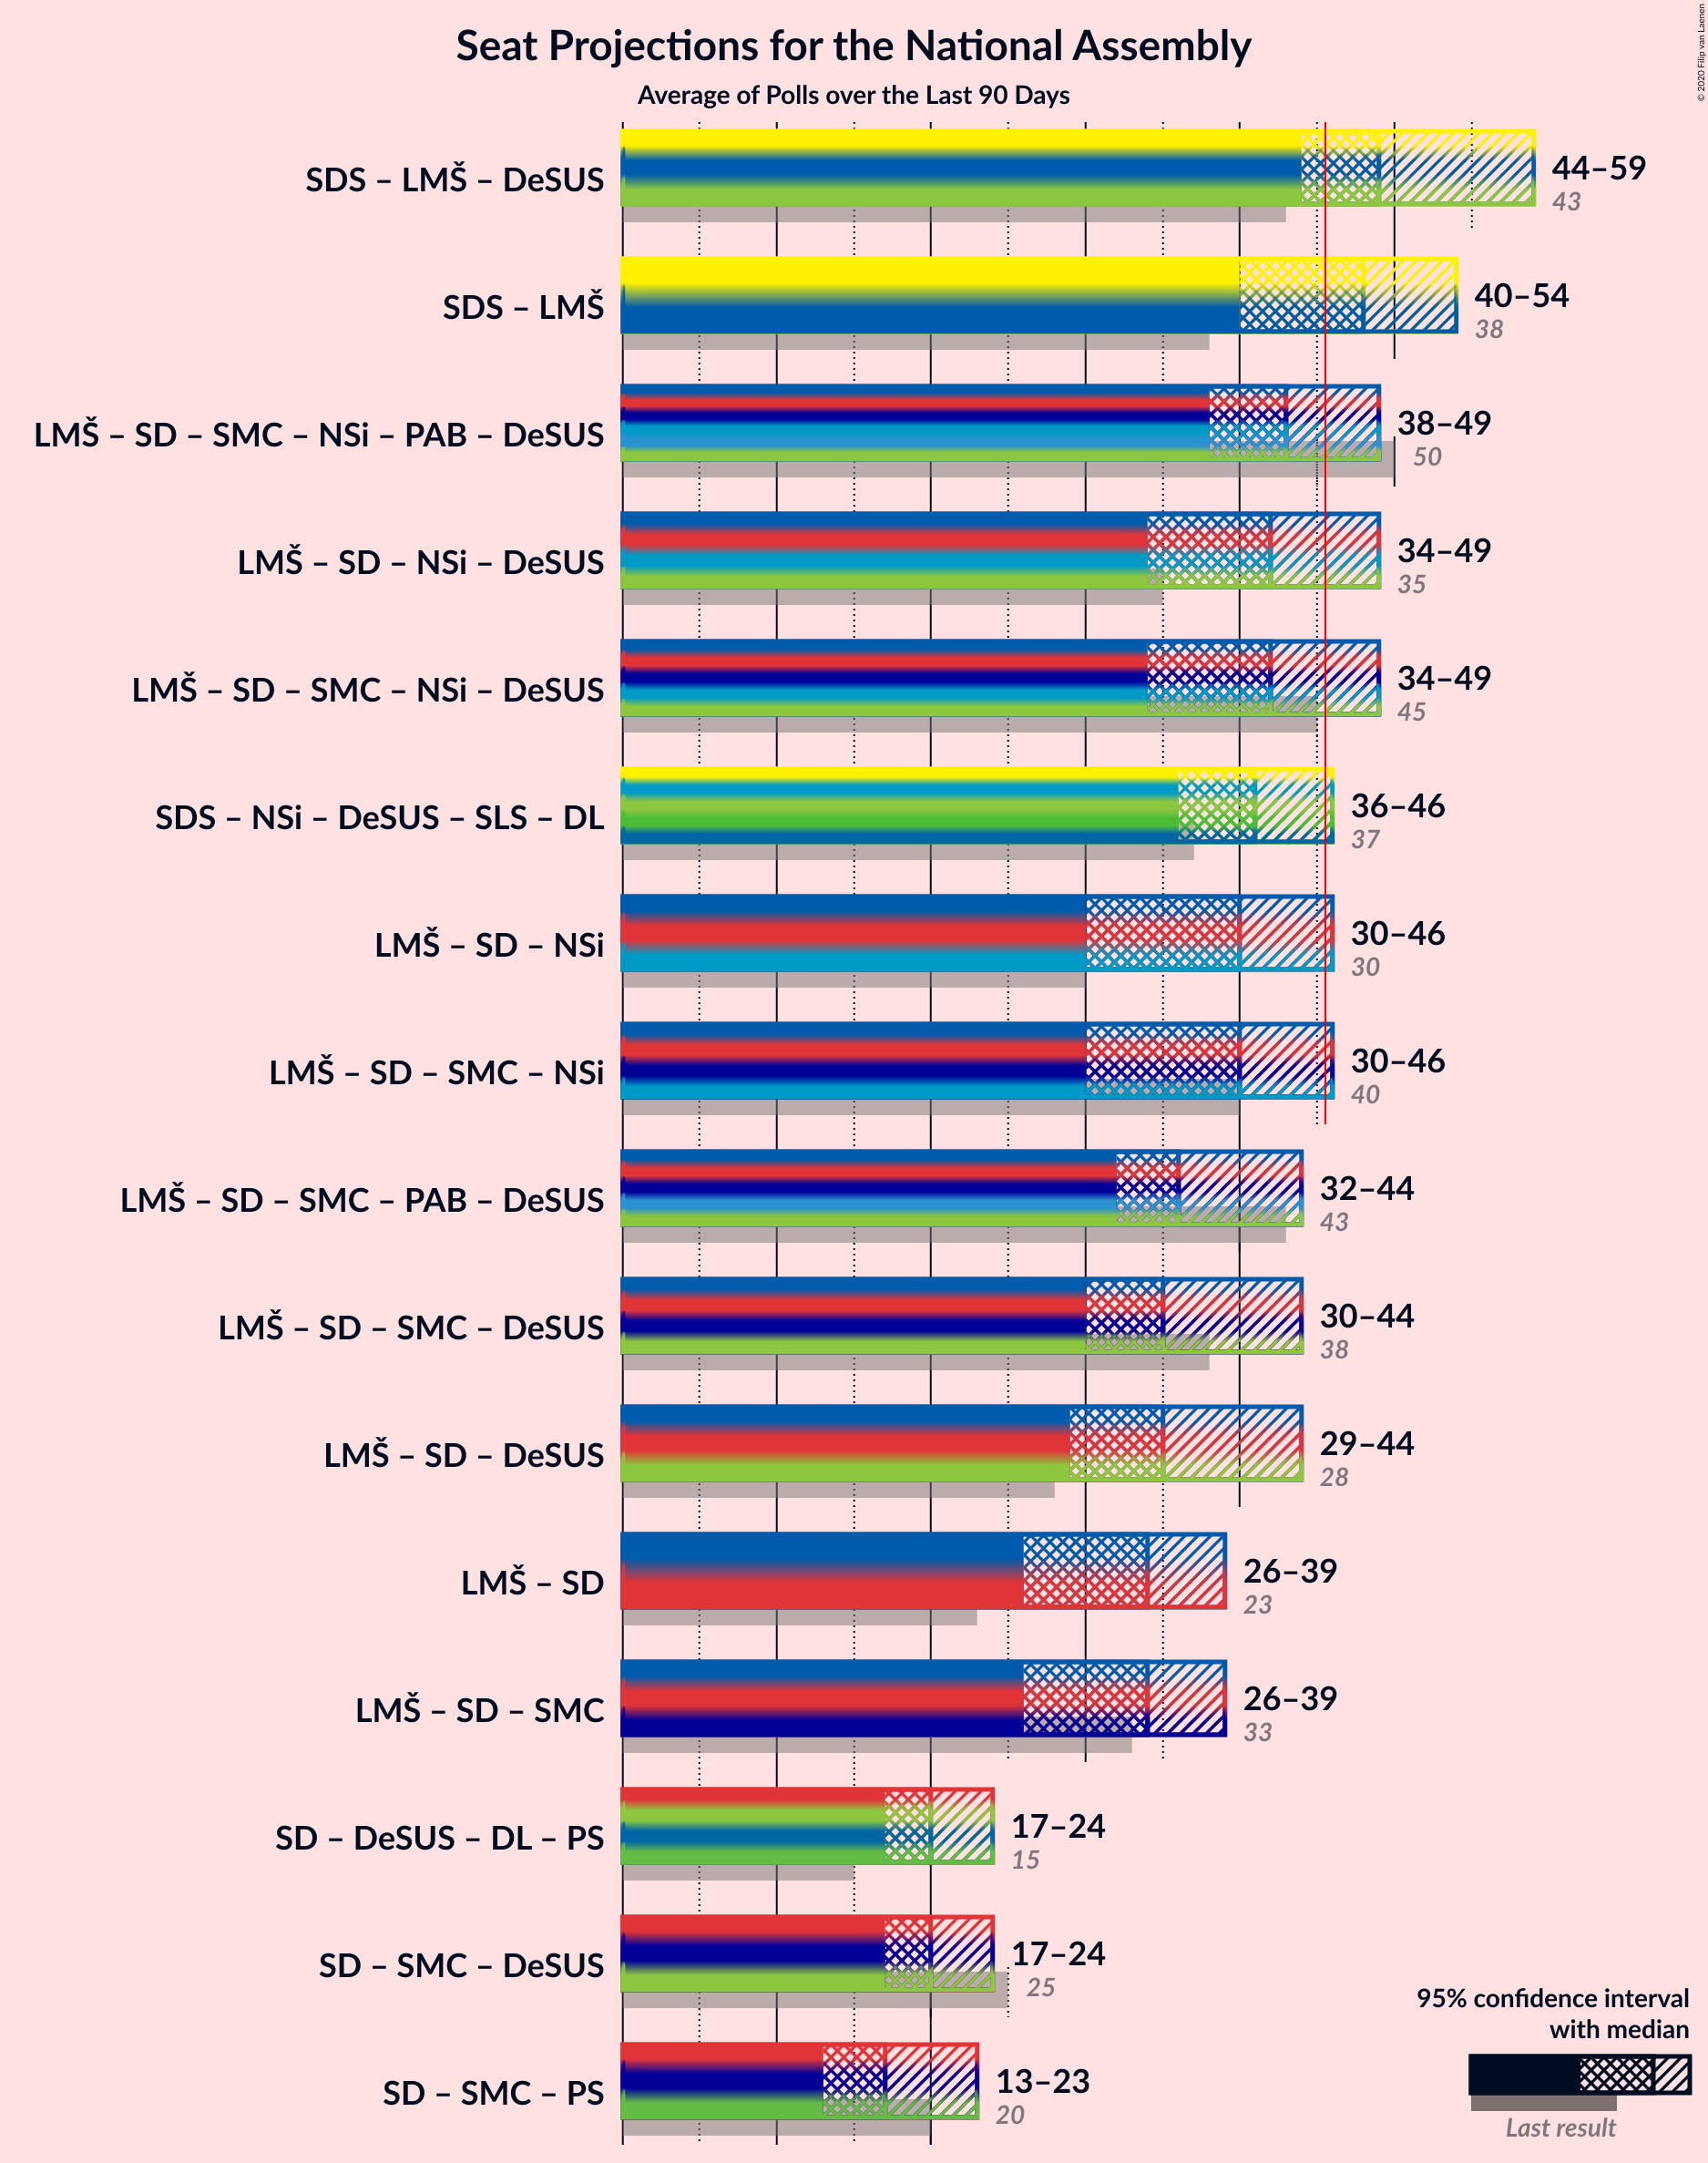 Seat Projections for the National Assembly
Average of Polls over the Last 90 Days
© 2020 Filip van Laenen
SDS – LMŠ – DeSUS
44–59
43
SDS – LMŠ
40–54
38
LMŠ – SD – SMC – NSi – PAB – DeSUS
38–49
50
LMŠ – SD – NSi – DeSUS
34–49
35
LMŠ – SD – SMC – NSi – DeSUS
34–49
45
SDS – NSi – DeSUS – SLS – DL
36–46
37
LMŠ – SD – NSi
30–46
30
LMŠ – SD – SMC – NSi
30–46
40
LMŠ – SD – SMC – PAB – DeSUS
32–44
43
LMŠ – SD – SMC – DeSUS
30–44
38
LMŠ – SD – DeSUS
29–44
28
LMŠ – SD
26–39
23
LMŠ – SD – SMC
26–39
33
SD – DeSUS – DL – PS
17–24
15
SD – SMC – DeSUS
17–24
25
SD – SMC – PS
13–23
20
95% confidence interval
with median
Last result